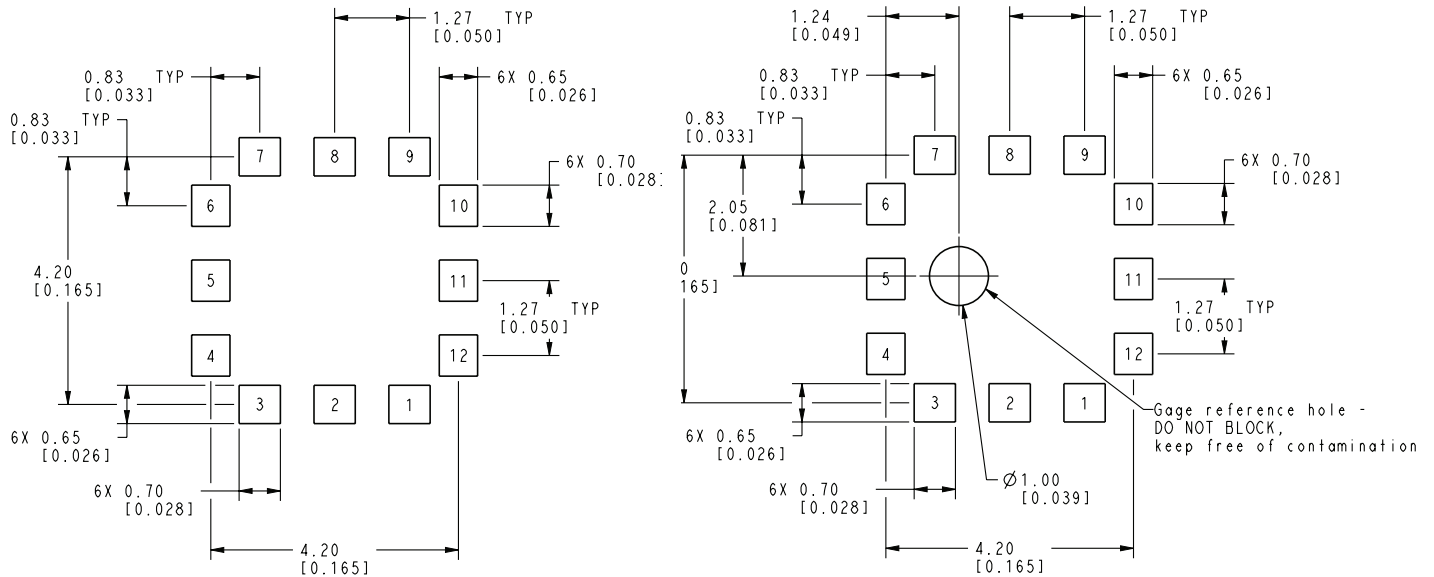 1.27 TYP
[0.050]
0.83 TYP
[0.033]
6X 0.65
[0.026]
0.83 TYP
[0.033]
7 8 9
6X 0.70
[0.028]
6 10
4.20
[0.165]
5 11
1.27 TYP
[0.050]
4 12
3 2 1
6X 0.65
[0.026]
6X 0.70
[0.028]
4.20
[0.165]
1.24
[0.049]
1.27 TYP
[0.050]
0.83 TYP
[0.033]
6X 0.65
[0.026]
0.83 TYP
[0.033]
7 8 9
6X 0.70
[0.028]
6 10
2.05
[0.081]
0
165]
5 11
1.27 TYP
[0.050]
4 12
3 2 1
Gage reference hole -
DO NOT BLOCK,
keep free of contamination
6X 0.65
[0.026]
Ø1.00
[0.039]
6X 0.70
[0.028]
4.20
[0.165]